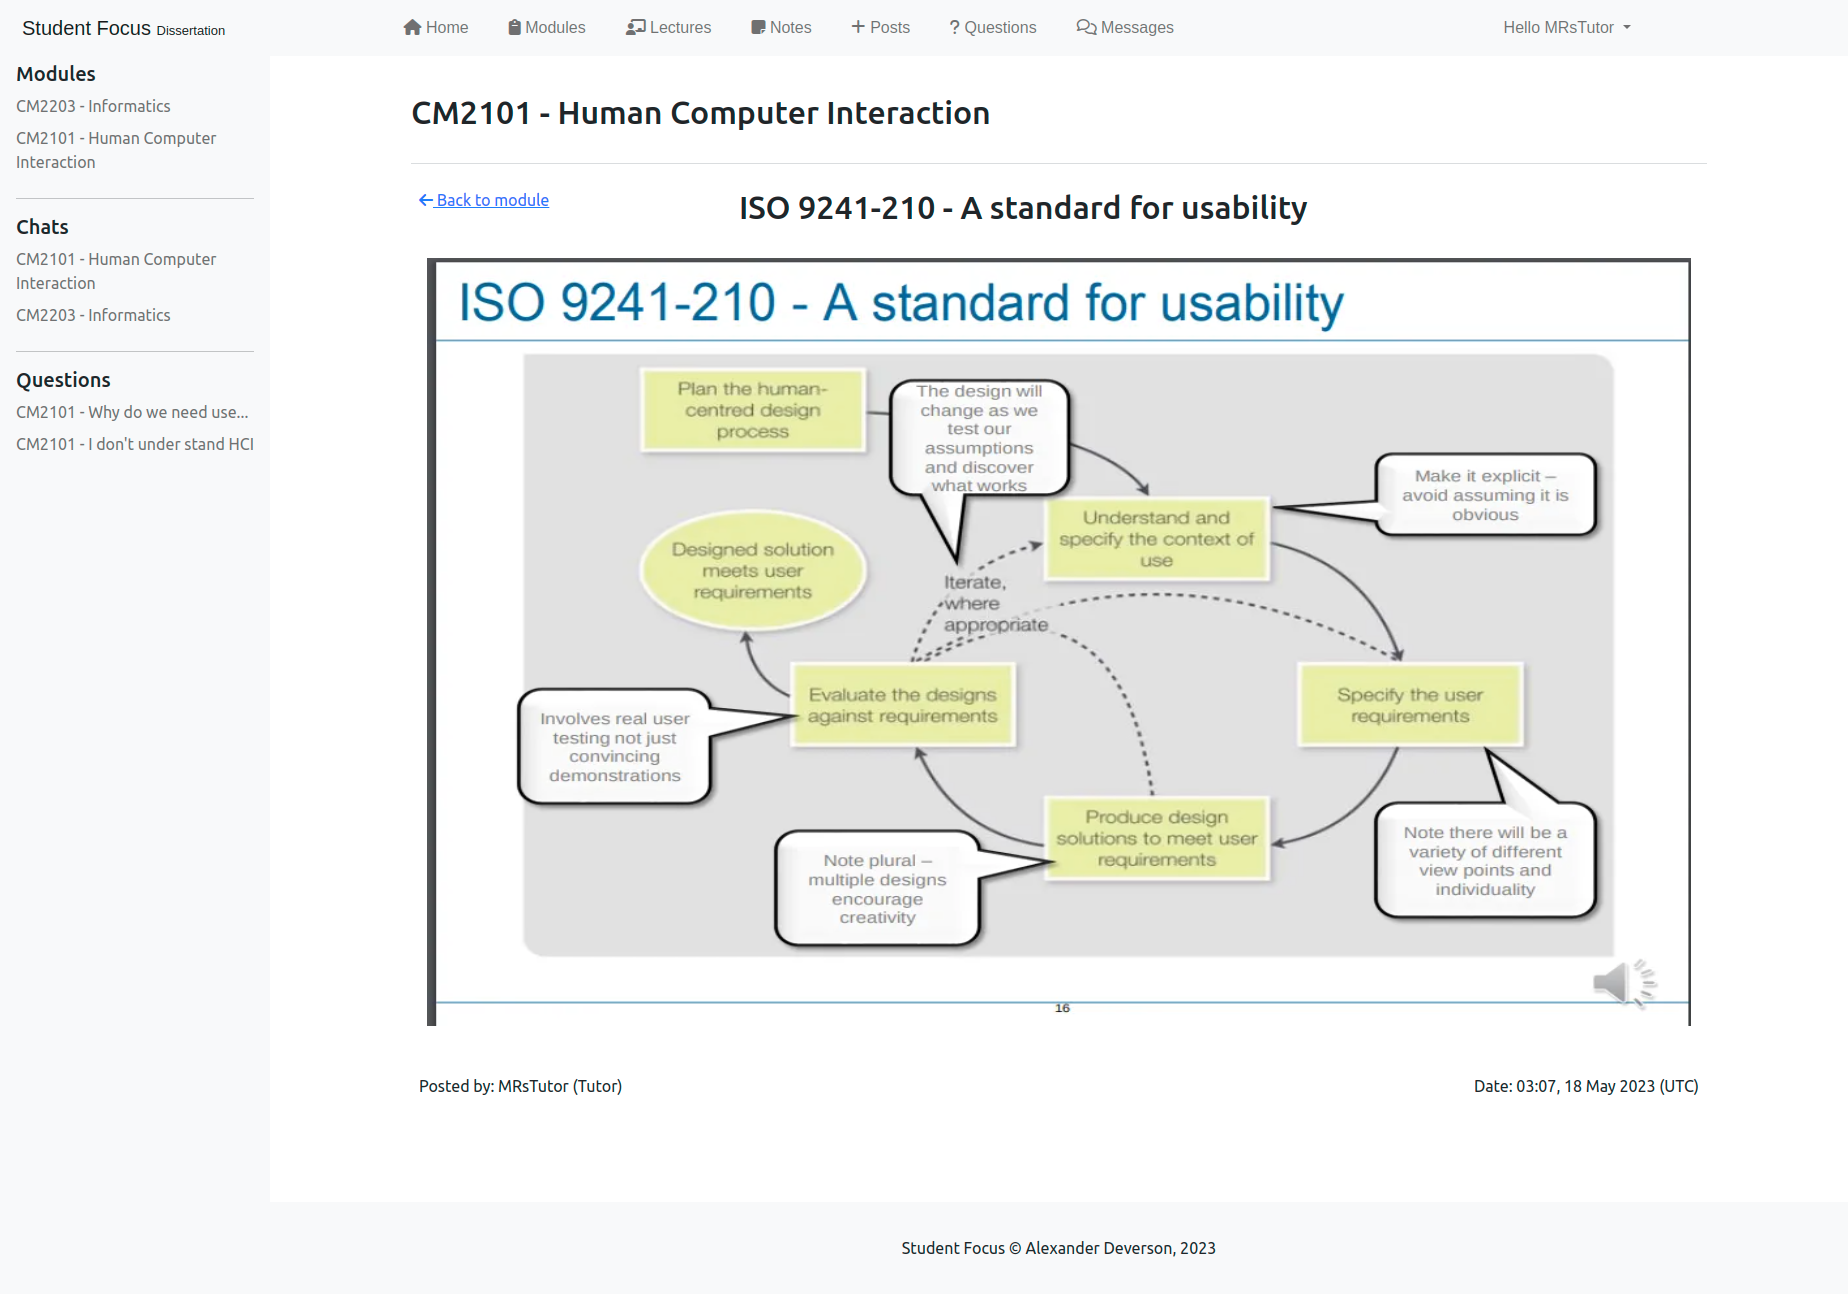 Student Focus Dissertation
Home
Modules
Lectures
Notes
Posts
Questions
Messages
Hello MRsTutor
Modules
CM2203 - Informatics
CM2101 - Human Computer
Interaction
Chats
CM2101 - Human Computer
Interaction
CM2203 - Informatics
Questions
CM2101 - Why do we need use...
CM2101 - I don't under stand HCI
CM2101 - Human Computer Interaction
Back to module
ISO 9241-210 - A standard for usability
ISO 9241-210 - A standard for usability
Plan the human-
centred design
process
The design will
change as we
test our
assumptions
and discover
what works
Make it explicit –
avoid assuming it is
obvious
Understand and
specify the context of
use
Designed solution
meets user
requirements
Iterate,
where
appropriate
Evaluate the designs
against requirements
Specify the user
requirements
Involves real user
testing not just
convincing
demonstrations
Produce design
solutions to meet user
requirements
Note plural –
multiple designs
encourage
creativity
Note there will be a
variety of different
view points and
individuality
16
Posted by: MRsTutor (Tutor)
Date: 03:07, 18 May 2023 (UTC)
Student Focus © Alexander Deverson, 2023